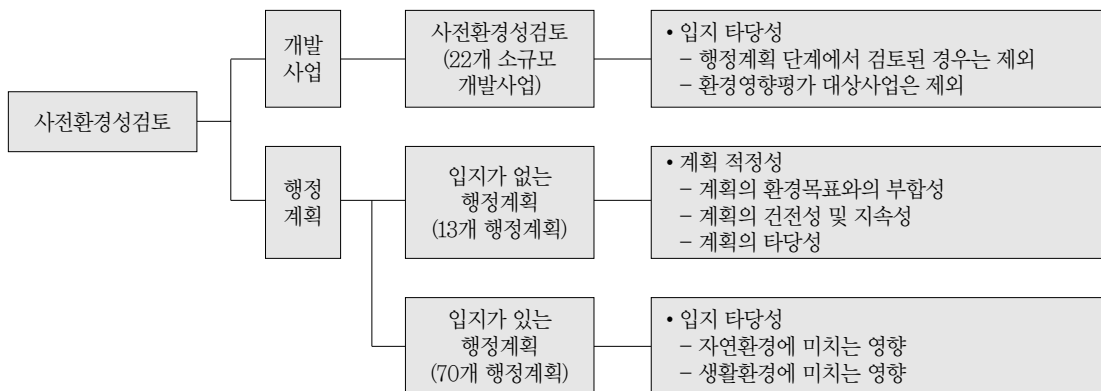 사전환경성검토
개발
사업
사전환경성검토
(22개 소규모
개발사업)
• 입지 타당성
– 행정계획 단계에서 검토된 경우는 제외
– 환경영향평가 대상사업은 제외
행정
계획
입지가 없는
행정계획
(13개 행정계획)
• 계획 적정성
– 계획의 환경목표와의 부합성
– 계획의 건전성 및 지속성
– 계획의 타당성
입지가 있는
행정계획
(70개 행정계획)
• 입지 타당성
– 자연환경에 미치는 영향
– 생활환경에 미치는 영향